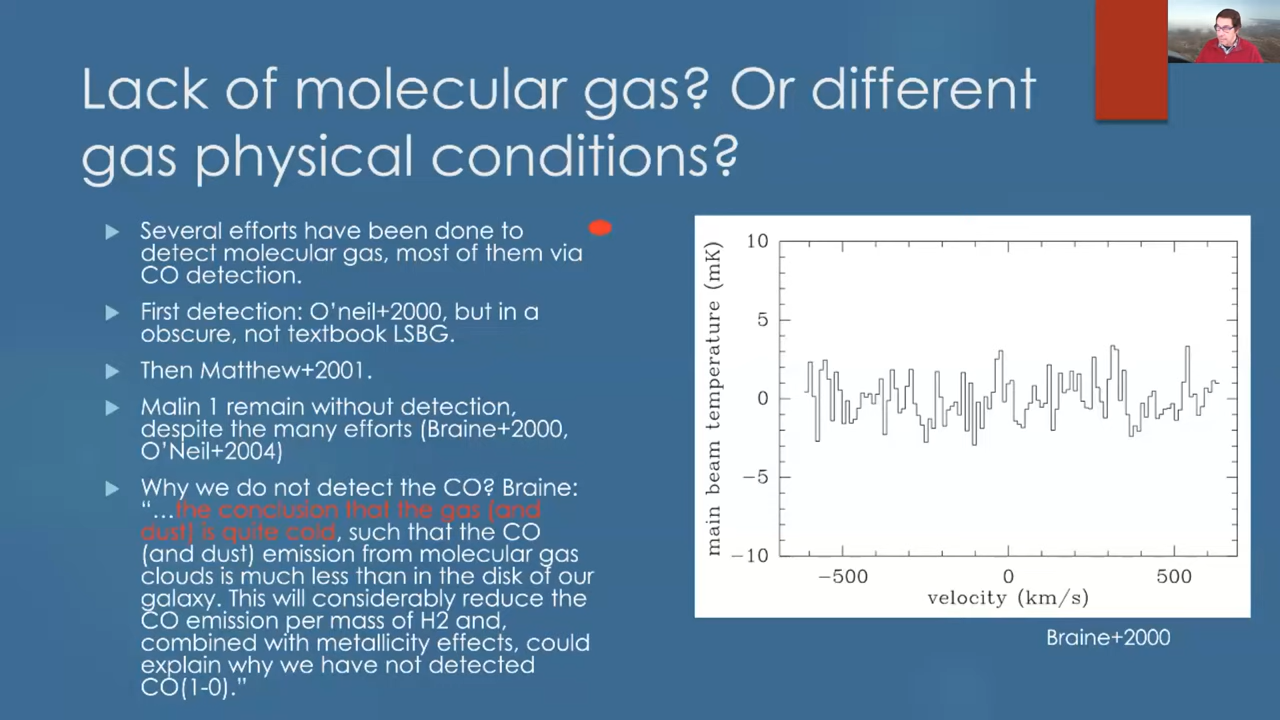 Lack of molecular gas? Or different
gas physical conditions?
Several efforts have been done to
detect molecular gas, most of them via
CO detection.
First detection: O'neil+2000, but in a
obscure, not textbook LSBG.
Then Matthew+2001.
Malin 1 remain without detection,
despite the many efforts (Braine+2000,
O'Neil+2004)
Why we do not detect the CO? Braine:
"…the conclusion that the gas (and
dust) is quite cold, such that the CO
(and dust) emission from molecular gas
clouds is much less than in the disk of our
galaxy. This will considerably reduce the
CO emission per mass of H2 and,
combined with metallicity effects, could
explain why we have not detected
CO(1-0)."
main beam temperature (mK)
10
5
0
−5
−10
−500
0
500
velocity (km/s)
Braine+2000